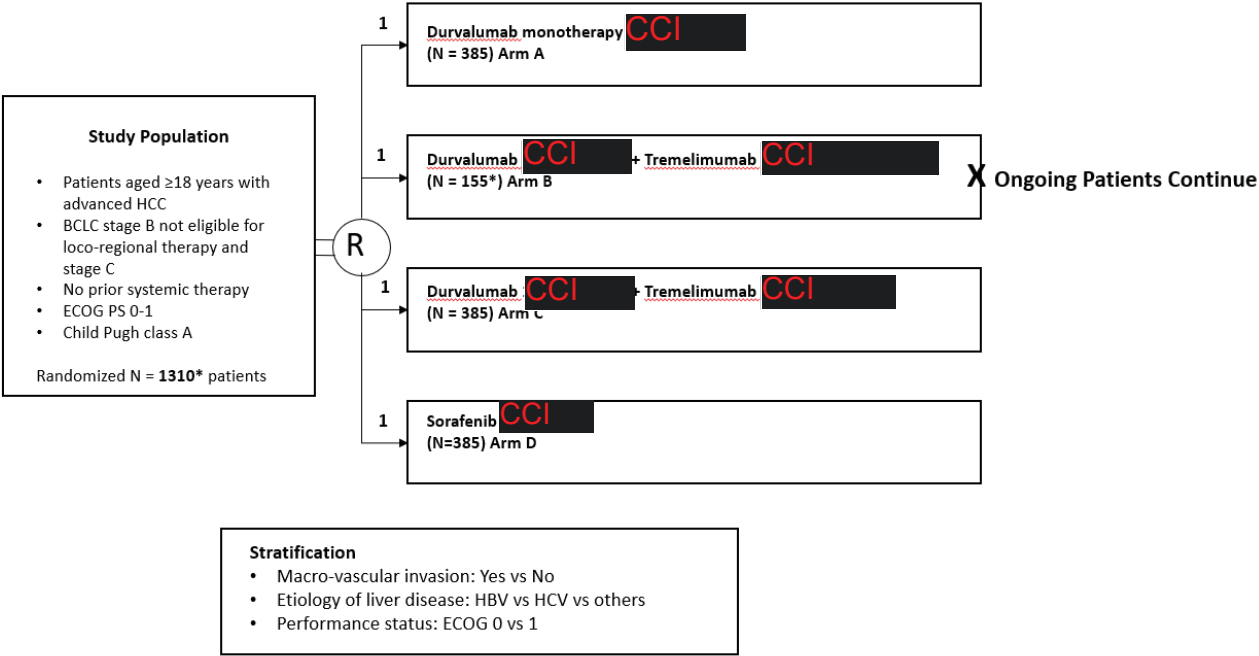 Study Population
• Patients aged ≥18 years with
advanced HCC
• BCLC stage B not eligible for
loco-regional therapy and
stage C
• No prior systemic therapy
• ECOG PS 0-1
• Child Pugh class A
Randomized N = 1310* patients
R
1
Durvalumab monotherapy CCI
(N = 385) Arm A
1
Durvalumab CCI + Tremelimumab CCI
(N = 155*) Arm B
X Ongoing Patients Continue
1
Durvalumab CCI + Tremelimumab CCI
(N = 385) Arm C
1
Sorafenib CCI
(N=385) Arm D
Stratification
• Macro-vascular invasion: Yes vs No
• Etiology of liver disease: HBV vs HCV vs others
• Performance status: ECOG 0 vs 1